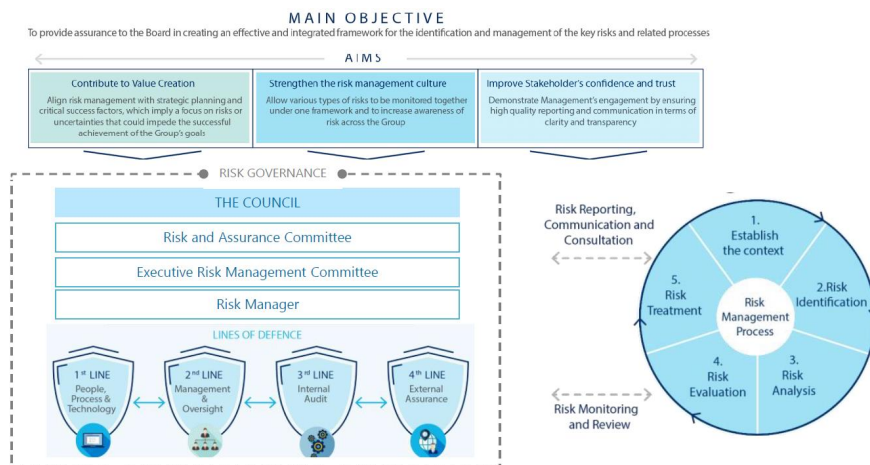 MAIN OBJECTIVE
To provide assurance to the Board in creating an effective and integrated framework for the identification and management of the key risks and related processes
AIMS
Contribute to Value Creation
Align risk management with strategic planning and
critical success factors, which imply a focus on risks or
uncertainties that could impede the successful
achievement of the Group's goals
Strengthen the risk management culture
Allow various types of risks to be monitored together
under one framework and to increase awareness of
risk across the Group
Improve Stakeholder's confidence and trust
Demonstrate Management's engagement by ensuring
high quality reporting and communication in terms of
clarity and transparency
RISK GOVERNANCE
THE COUNCIL
Risk and Assurance Committee
Executive Risk Management Committee
Risk Manager
LINES OF DEFENCE
1st LINE
People,
Process &
Technology
2nd LINE
Management
&
Oversight
3rd LINE
Internal
Audit
4th LINE
External
Assurance
Risk Reporting,
Communication and
Consultation
Risk Monitoring
and Review
1.
Establish
the context
2.Risk
Identification
3.
Risk
Analysis
4.
Risk
Evaluation
5.
Risk
Treatment
Risk
Management
Process